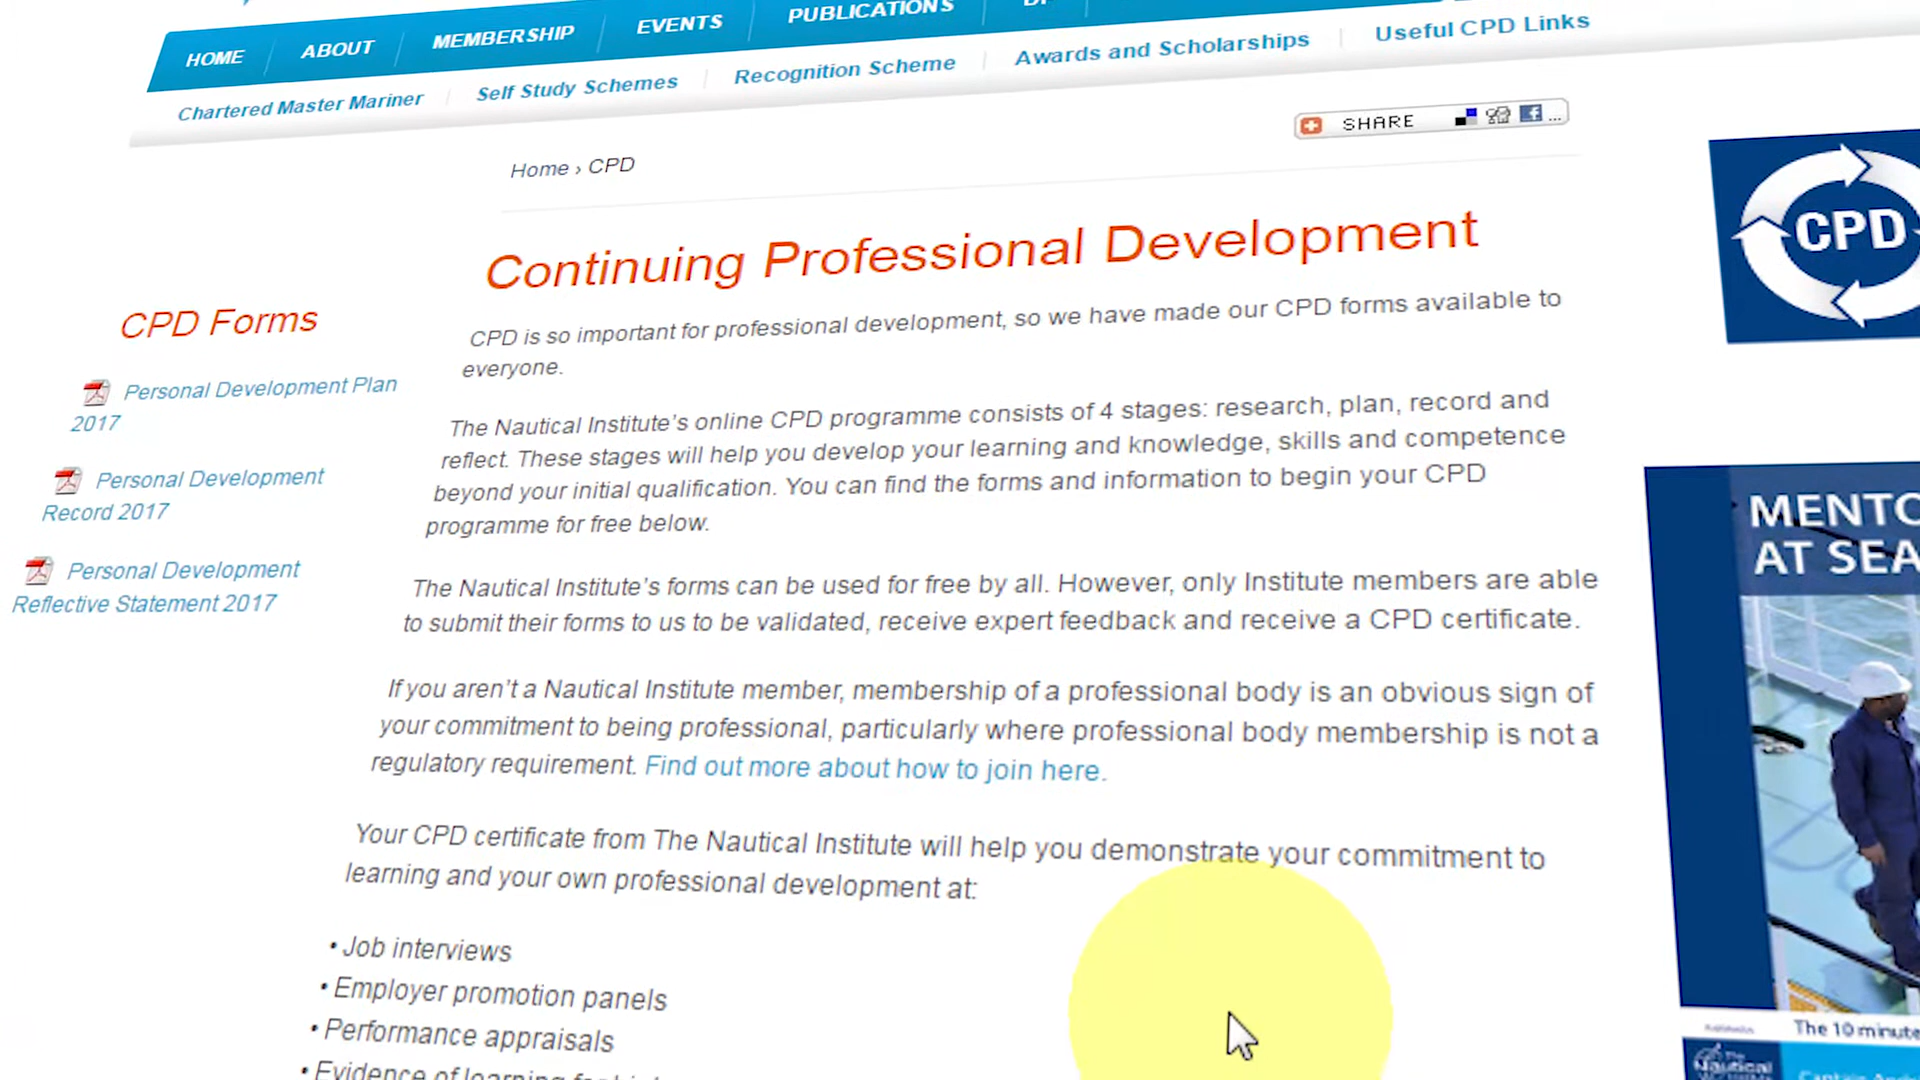 HOME ABOUT MEMBERSHIP EVENTS PUBLICATIONS
Chartered Master Mariner Self Study Schemes Recognition Scheme Awards and Scholarships Useful CPD Links
SHARE ...
Home › CPD
CPD
Continuing Professional Development
CPD is so important for professional development, so we have made our CPD forms available to
everyone.
CPD Forms
Personal Development Plan
2017
Personal Development
Record 2017
Personal Development
Reflective Statement 2017
The Nautical Institute’s online CPD programme consists of 4 stages: research, plan, record and
reflect. These stages will help you develop your learning and knowledge, skills and competence
beyond your initial qualification. You can find the forms and information to begin your CPD
programme for free below.
The Nautical Institute’s forms can be used for free by all. However, only Institute members are able
to submit their forms to us to be validated, receive expert feedback and receive a CPD certificate.
If you aren’t a Nautical Institute member, membership of a professional body is an obvious sign of
your commitment to being professional, particularly where professional body membership is not a
regulatory requirement. Find out more about how to join here.
Your CPD certificate from The Nautical Institute will help you demonstrate your commitment to
learning and your own professional development at:
• Job interviews
• Employer promotion panels
• Performance appraisals
• Evidence of learning
MENTO
AT SEA
The 10 minute
The
Nautical
Captain